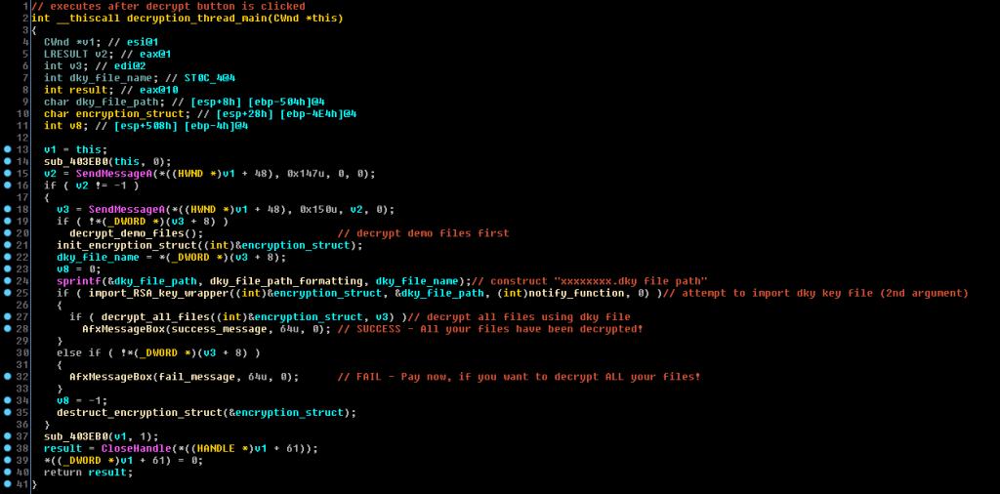 1 // executes after decrypt button is clicked
2 int __thiscall decryption_thread_main(CWnd *this)
3 {
4   CWnd *v1; // esi@1
5   LRESULT v2; // eax@1
6   int v3; // edi@2
7   int dky_file_name; // ST0C_4@4
8   int result; // eax@10
9   char dky_file_path; // [esp+8h] [ebp-504h]@4
10   char encryption_struct; // [esp+28h] [ebp-4E4h]@4
11   int v8; // [esp+508h] [ebp-4h]@4
12
13   v1 = this;
14   sub_403EB0(this, 0);
15   v2 = SendMessageA(*((HWND *)v1 + 48), 0x147u, 0, 0);
16   if ( v2 != -1 )
17   {
18     v3 = SendMessageA(*((HWND *)v1 + 48), 0x150u, v2, 0);
19     if ( !*(_DWORD *)(v3 + 8) )
20       decrypt_demo_files();                     // decrypt demo files first
21     init_encryption_struct((int)&encryption_struct);
22     dky_file_name = *(_DWORD *)(v3 + 8);
23     v8 = 0;
24     sprintf(&dky_file_path, dky_file_path_formatting, dky_file_name);// construct "xxxxxxxx.dky file path"
25     if ( import_RSA_key_wrapper((int)&encryption_struct, &dky_file_path, (int)notify_function, 0) )// attempt to import dky key file (2nd argument)
26     {
27       if ( decrypt_all_files((int)&encryption_struct, v3) )// decrypt all files using dky file
28         AfxMessageBox(success_message, 64u, 0); // SUCCESS - All your files have been decrypted!
29     }
30     else if ( !*(_DWORD *)(v3 + 8) )
31     {
32       AfxMessageBox(fail_message, 64u, 0);      // FAIL - Pay now, if you want to decrypt ALL your files!
33     }
34     v8 = -1;
35     destruct_encryption_struct(&encryption_struct);
36   }
37   sub_403EB0(v1, 1);
38   result = CloseHandle(*((HANDLE *)v1 + 61));
39   *((_DWORD *)v1 + 61) = 0;
40   return result;
41 }